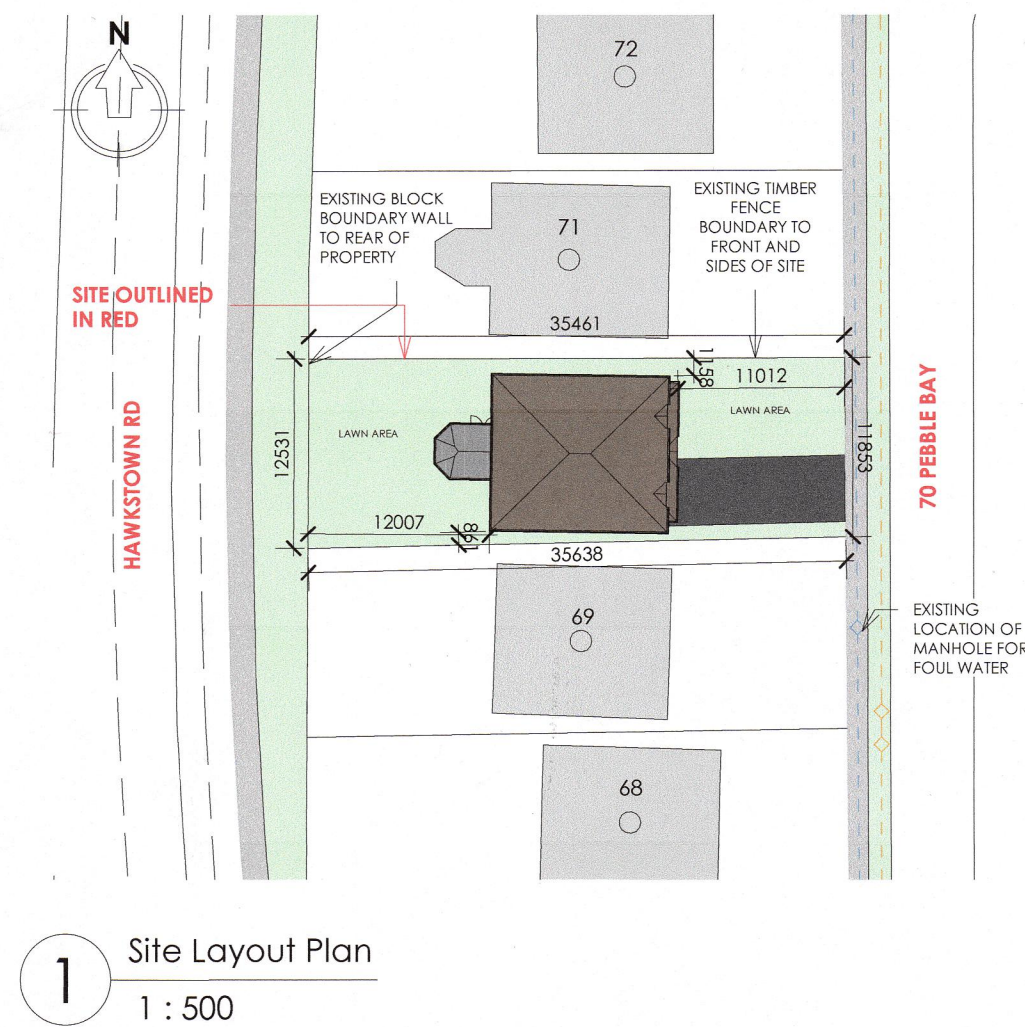 N
72
EXISTING BLOCK
BOUNDARY WALL
TO REAR OF
PROPERTY
EXISTING TIMBER
FENCE
BOUNDARY TO
FRONT AND
SIDES OF SITE
71
SITE OUTLINED
IN RED
35461
1158
11012
LAWN AREA
LAWN AREA
HAWKSTOWN RD
12531
11853
70 PEBBLE BAY
12007
861
35638
69
EXISTING
LOCATION OF
MANHOLE FOR
FOUL WATER
68
1
Site Layout Plan
1 : 500